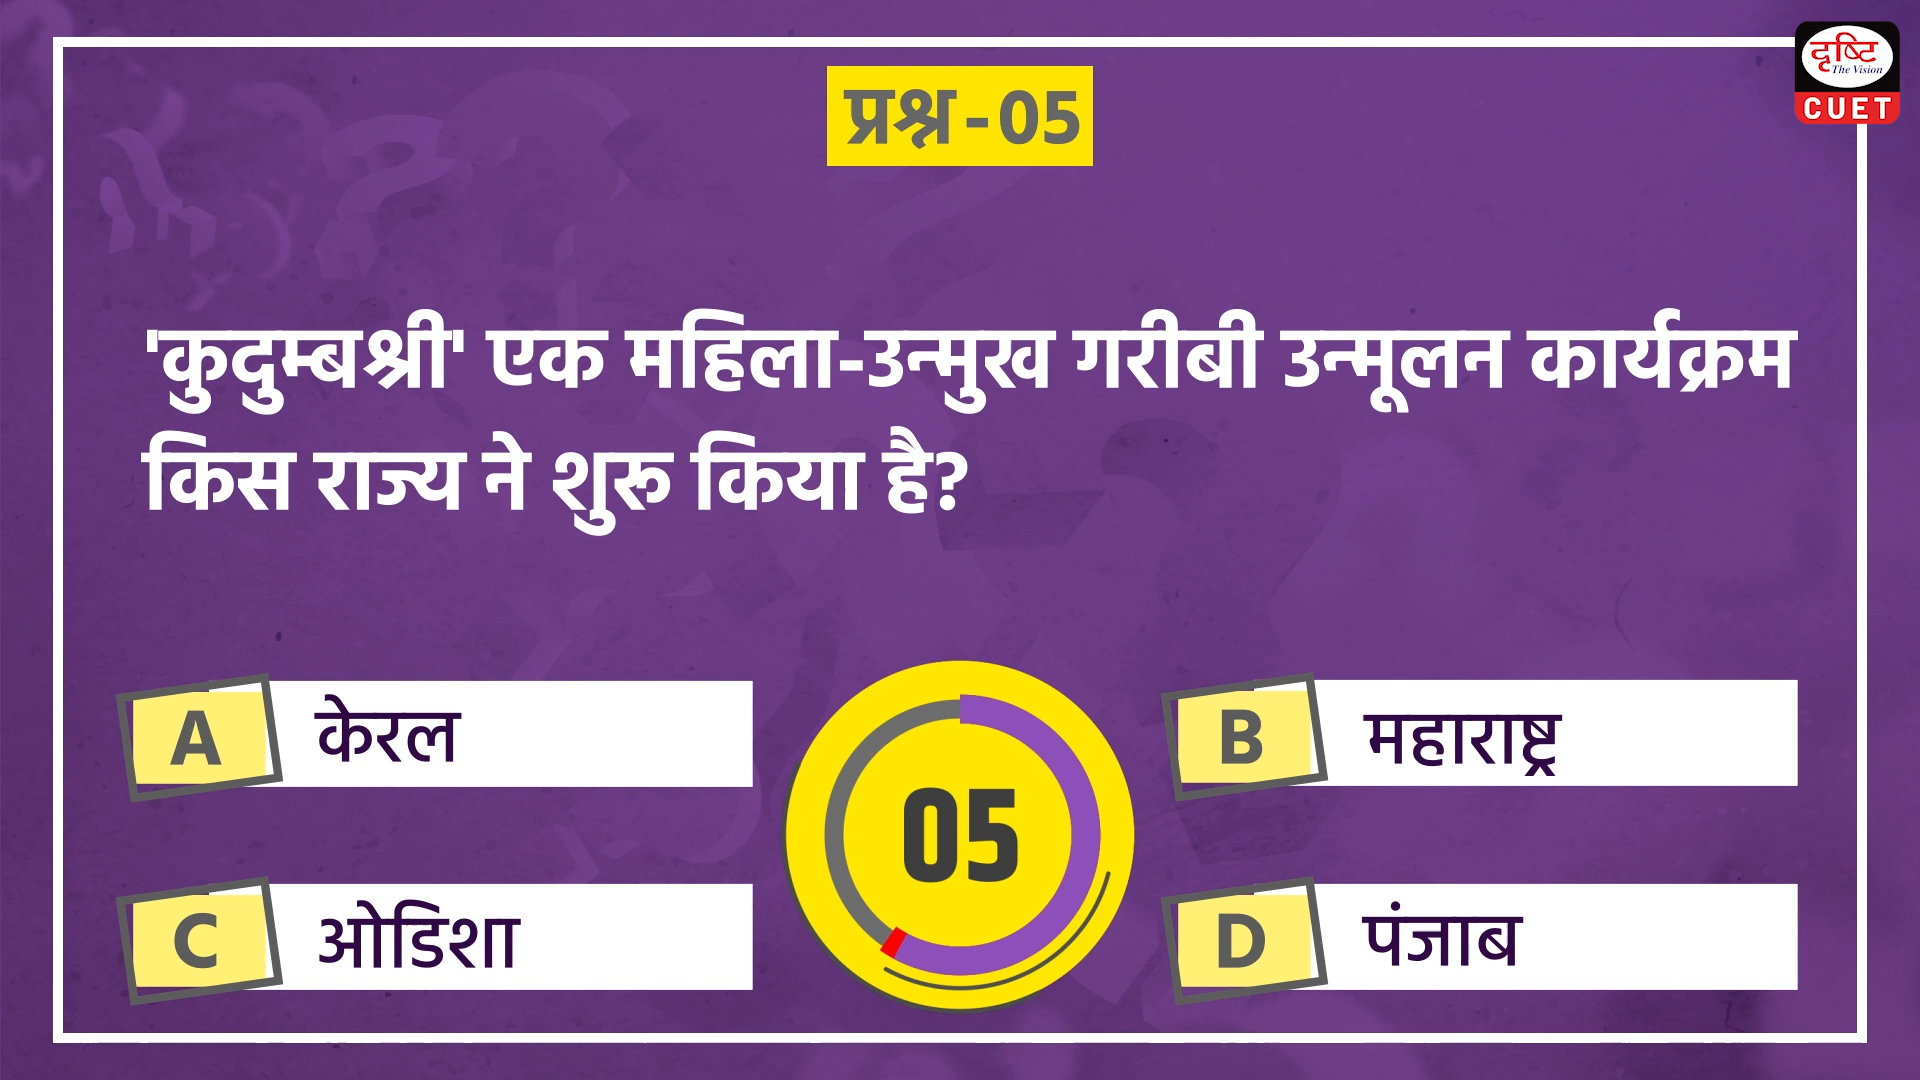 दृष्टि
The Vision
CUET
प्रश्न - 05
'कुदुम्बश्री' एक महिला-उन्मुख गरीबी उन्मूलन कार्यक्रम
किस राज्य ने शुरू किया है?
A केरल
B महाराष्ट्र
05
C ओडिशा
D पंजाब